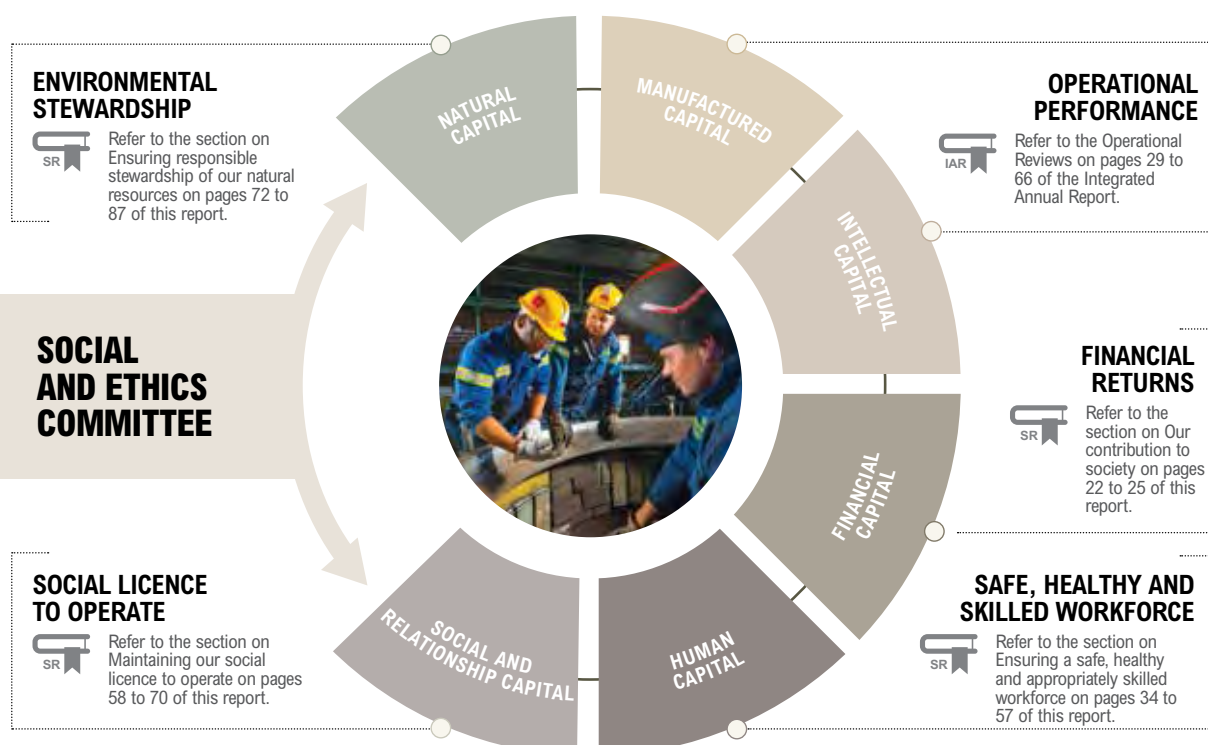 ENVIRONMENTAL
STEWARDSHIP
SR
Refer to the section on
Ensuring responsible
stewardship of our natural
resources on pages 72 to
87 of this report.
NATURAL
CAPITAL
MANUFACTURED
CAPITAL
OPERATIONAL
PERFORMANCE
IAR
Refer to the Operational
Reviews on pages 29 to
66 of the Integrated
Annual Report.
INTELLECTUAL
CAPITAL
SOCIAL
AND ETHICS
COMMITTEE
FINANCIAL
RETURNS
SR
Refer to the
section on Our
contribution to
society on pages
22 to 25 of this
report.
FINANCIAL
CAPITAL
SOCIAL LICENCE
TO OPERATE
SR
Refer to the section on
Maintaining our social
licence to operate on pages
58 to 70 of this report.
SOCIAL AND
RELATIONSHIP CAPITAL
HUMAN
CAPITAL
SAFE, HEALTHY AND
SKILLED WORKFORCE
SR
Refer to the section on
Ensuring a safe, healthy
and appropriately skilled
workforce on pages 34 to
57 of this report.